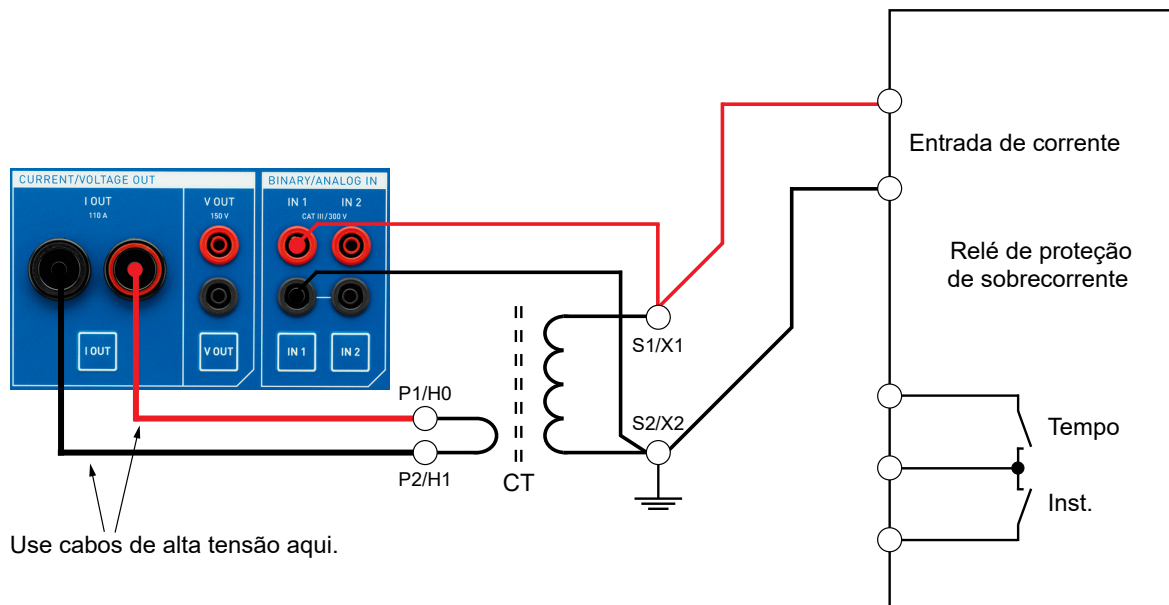 CURRENT/VOLTAGE OUT
BINARY/ANALOG IN
I OUT
110 A
V OUT
150 V
IN 1
IN 2
CAT III/300 V
I OUT
V OUT
IN 1
IN 2
P1/H0
P2/H1
CT
S1/X1
S2/X2
Entrada de corrente
Relé de proteção
de sobrecorrente
Tempo
Inst.
Use cabos de alta tensão aqui.